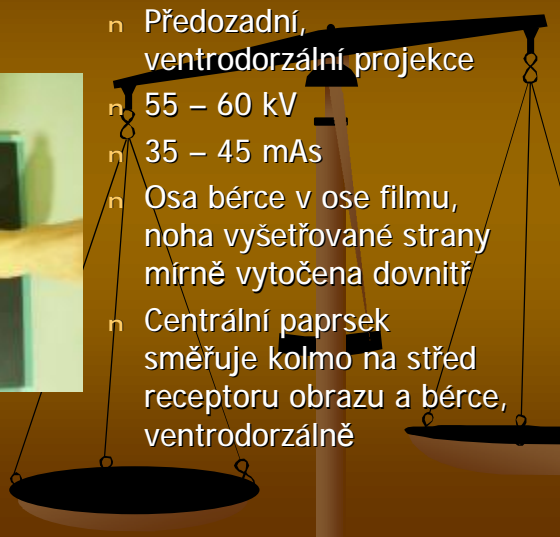 n Předozadní,
ventrodorzální projekce
n 55 – 60 kV
n 35 – 45 mAs
n Osa bérce v ose filmu,
noha vyšetřované strany
mírně vytočena dovnitř
n Centrální paprsek
směřuje kolmo na střed
receptoru obrazu a bérce,
ventrodorzálně